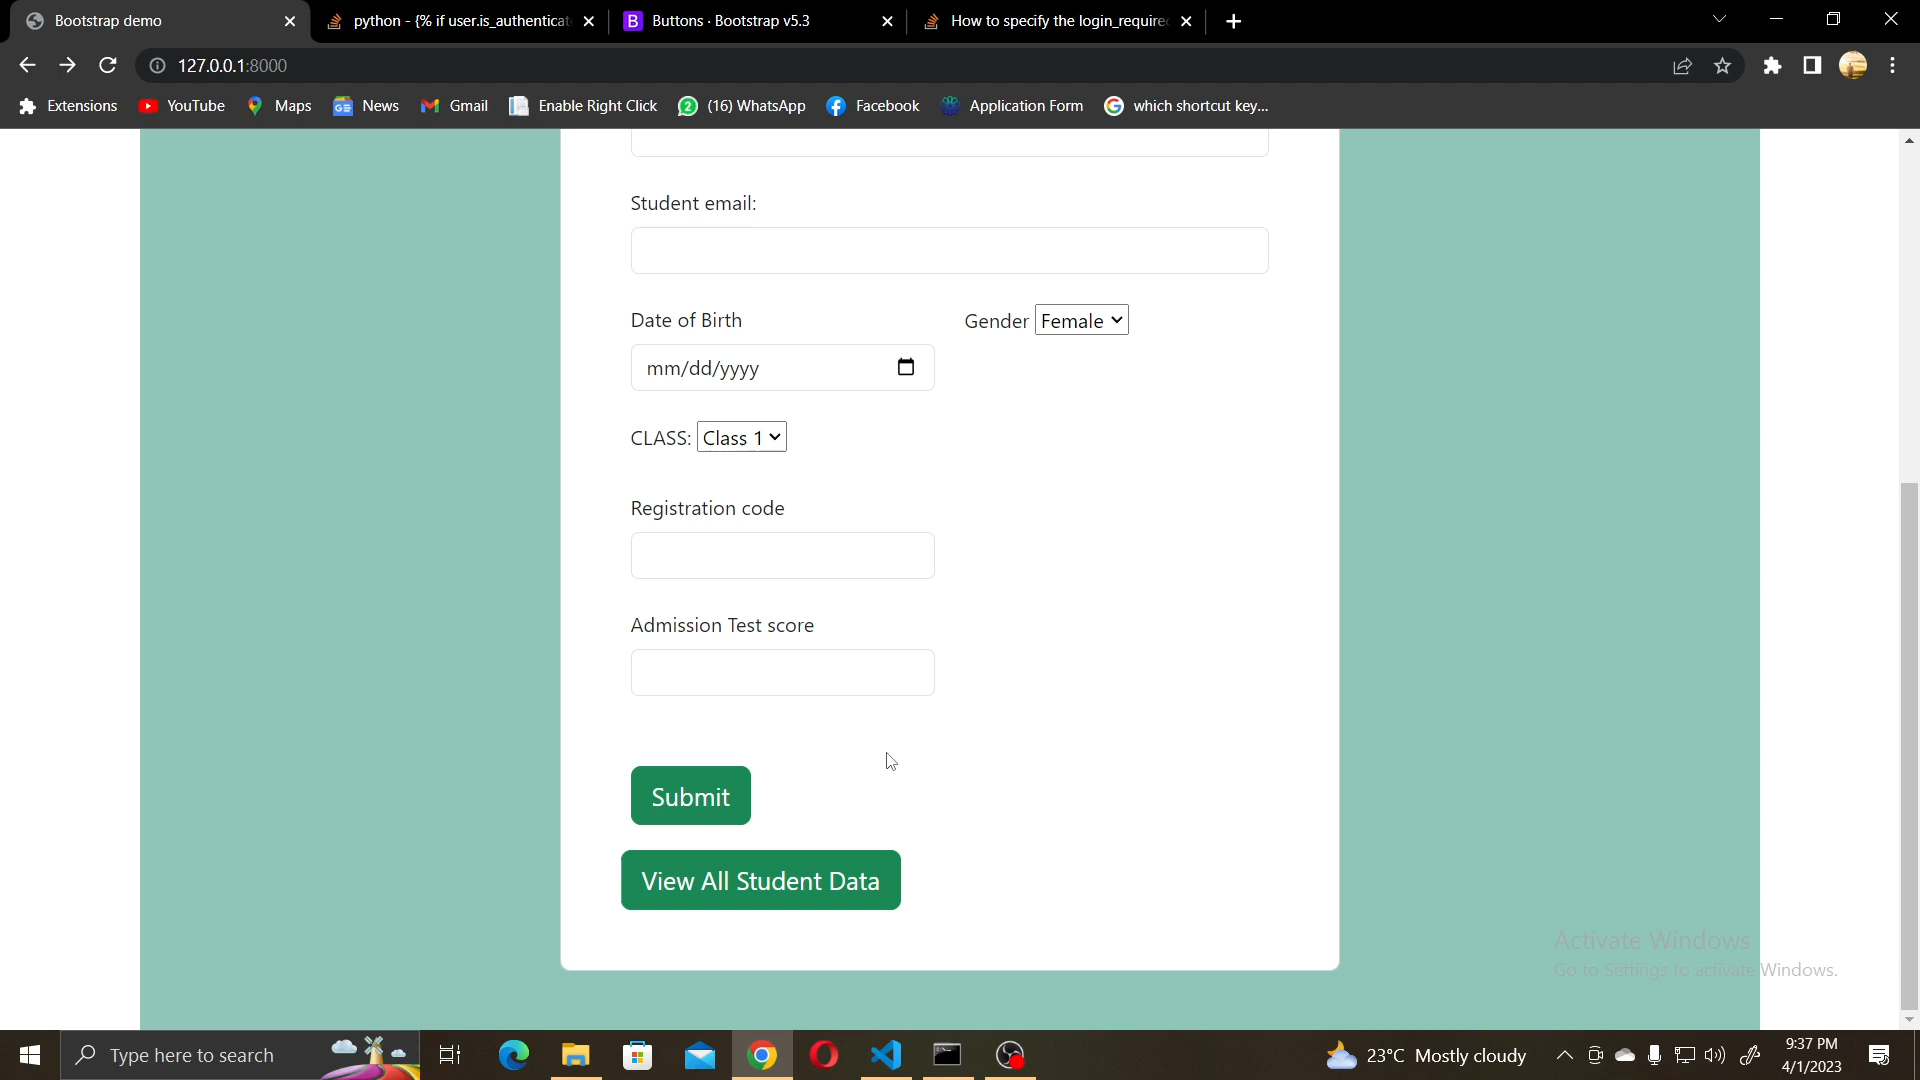 Bootstrap demo
python - {% if user.is_authenticat
Buttons · Bootstrap v5.3
How to specify the login_require
127.0.0.1:8000
Extensions
YouTube
Maps
News
Gmail
Enable Right Click
(16) WhatsApp
Facebook
Application Form
which shortcut key...
Student email:
Date of Birth
Gender Female
mm/dd/yyyy
CLASS: Class 1
Registration code
Admission Test score
Submit
View All Student Data
Activate Windows
Go to Settings to activate Windows.
Type here to search
23°C Mostly cloudy
9:37 PM
4/1/2023